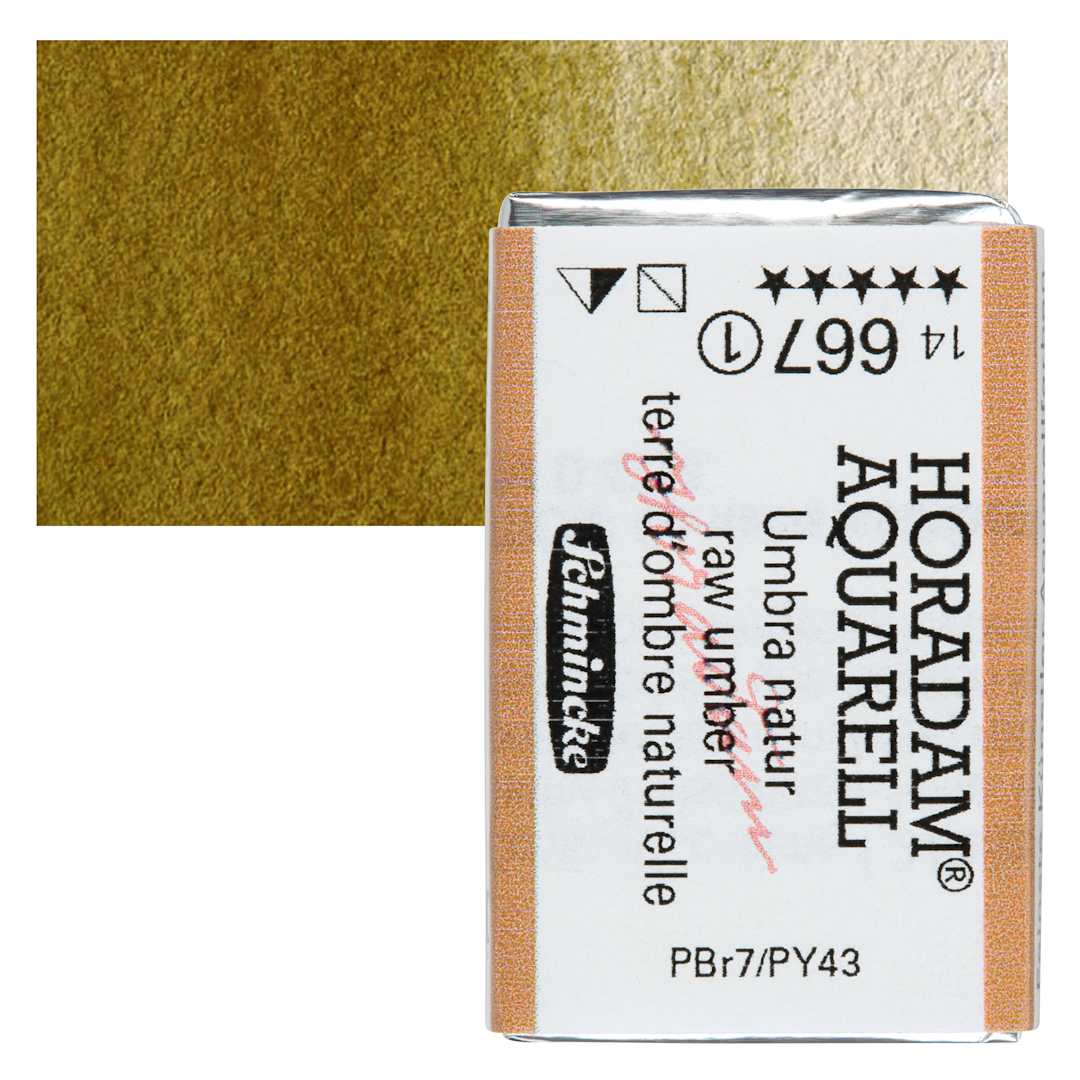 ★★★★★
14 667 ①
HORADAM®
AQUARELL
Umbra natur
raw umber
terre d'ombre naturelle
Schmincke
PBr7/PY43